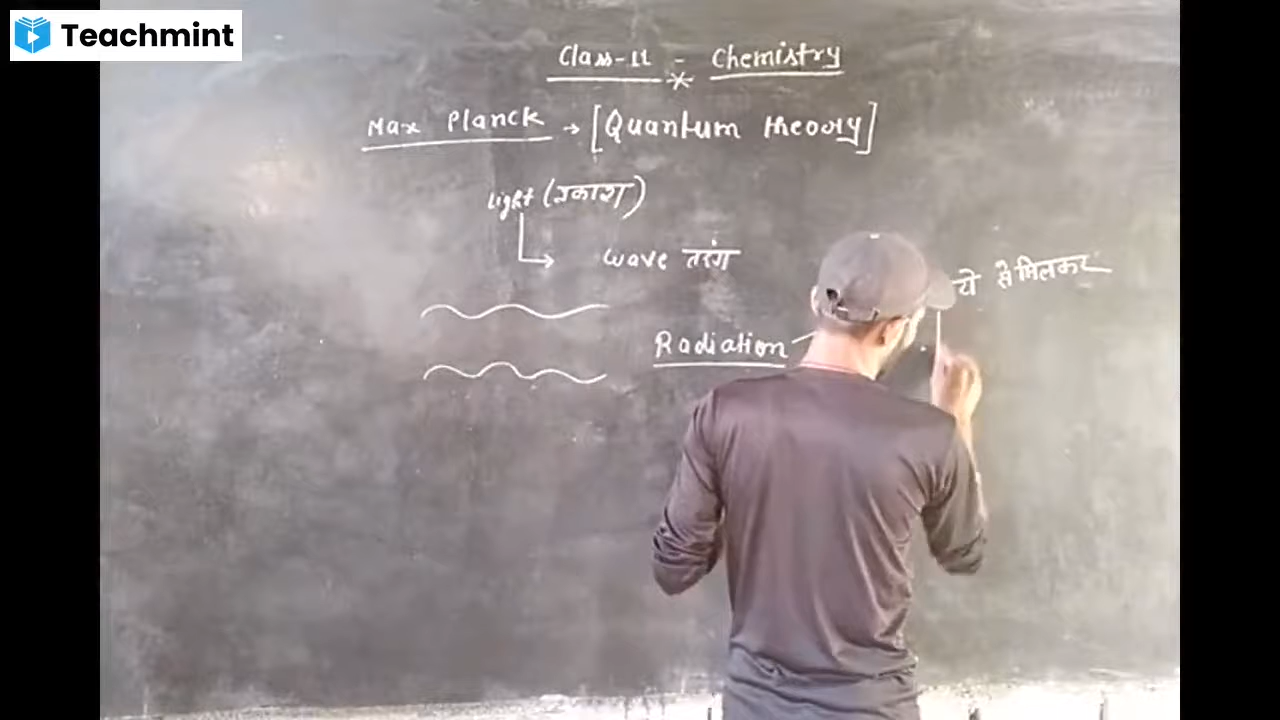 Teachmint
Class-11 - Chemistry
Max Planck → [Quantum theory]
Light (प्रकाश)
wave तरंग
ये से मिलकर
Radiation